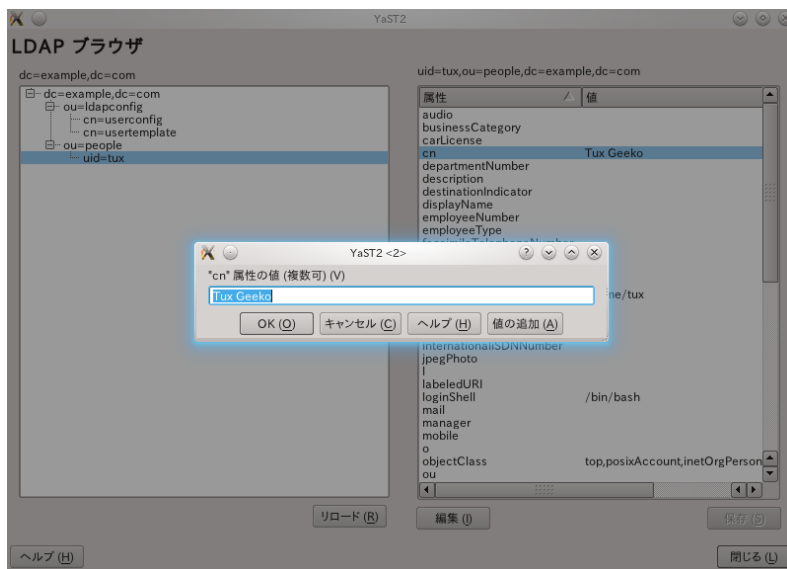 YaST2
LDAP ブラウザ
dc=example,dc=com
dc=example,dc=com
ou=ldapconfig
cn=userconfig
cn=usertemplate
ou=people
uid=tux
リロード (R)
uid=tux,ou=people,dc=example,dc=com
属性 値
audio
businessCategory
carLicense
cn Tux Geeko
departmentNumber
description
destinationIndicator
displayName
employeeNumber
employeeType
YaST2 <2>
"cn" 属性の値 (複数可) (V)
Tux Geeko
OK (O) キャンセル (C) ヘルプ (H) 値の追加 (A)
me/tux
internationaliSDNNumber
jpegPhoto
l
labeledURI
loginShell /bin/bash
mail
manager
mobile
o
objectClass top,posixAccount,inetOrgPerson
ou
編集 (I) 保存 (S)
ヘルプ (H) 閉じる (L)